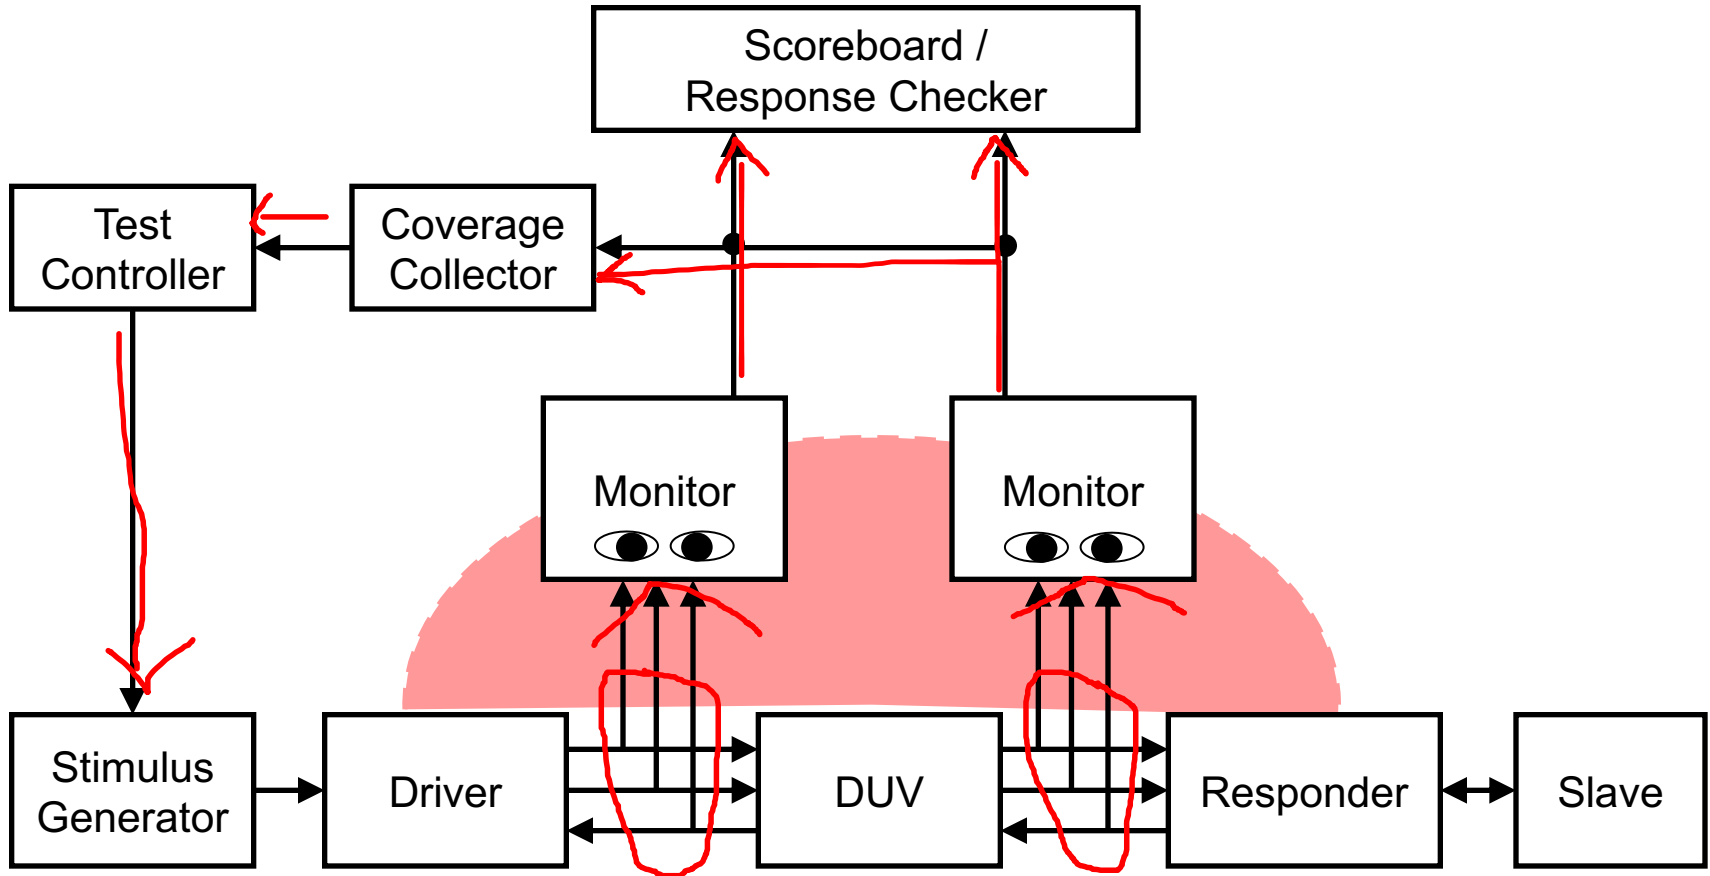 Scoreboard /
Response Checker
Test
Controller
Coverage
Collector
Monitor
Monitor
Stimulus
Generator
Driver
DUV
Responder
Slave